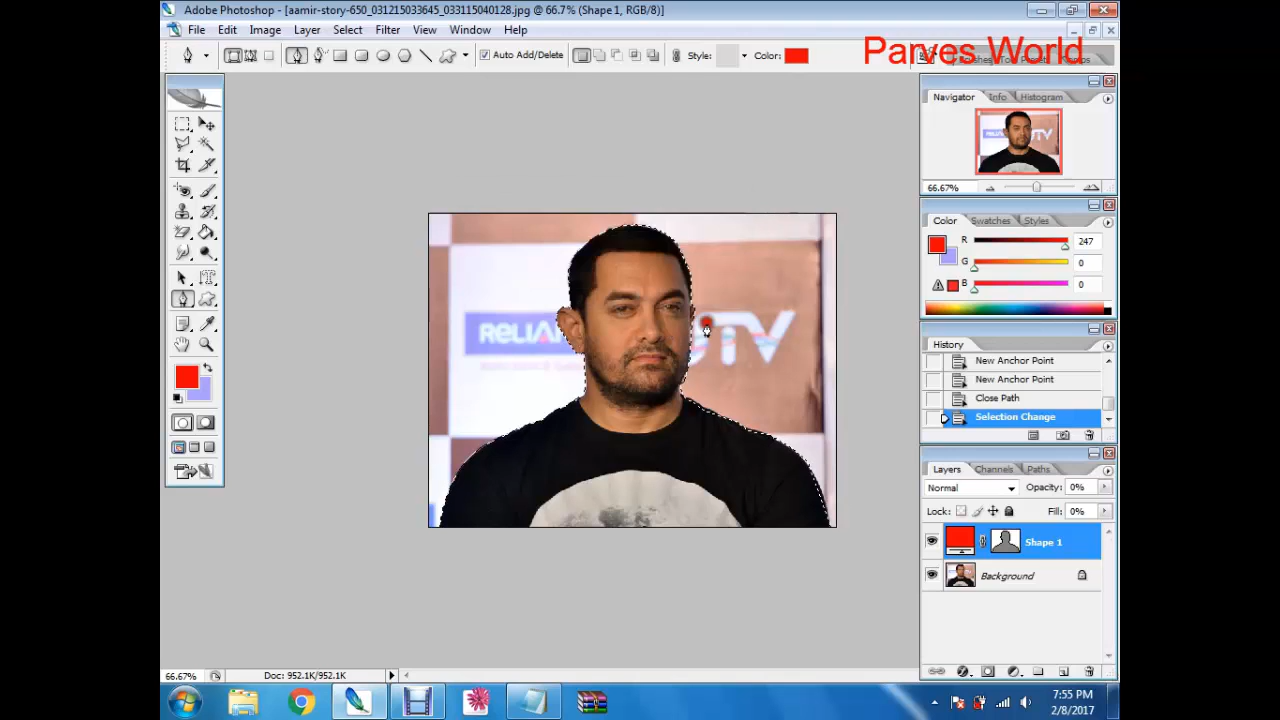 Adobe Photoshop - [aamir-story-650_031215033645_033115040128.jpg @ 66.7% (Shape 1, RGB/8)]
File Edit Image Layer Select Filter View Window Help
Auto Add/Delete Style: Color:
Parves World
Navigator Info Histogram
66.67%
Color Swatches Styles
R 247
G 0
B 0
RELIAN UTV
History
New Anchor Point
New Anchor Point
Close Path
Selection Change
Layers Channels Paths
Normal Opacity: 0%
Lock: Fill: 0%
Shape 1
Background
66.67% Doc: 952.1K/952.1K
7:55 PM
2/8/2017